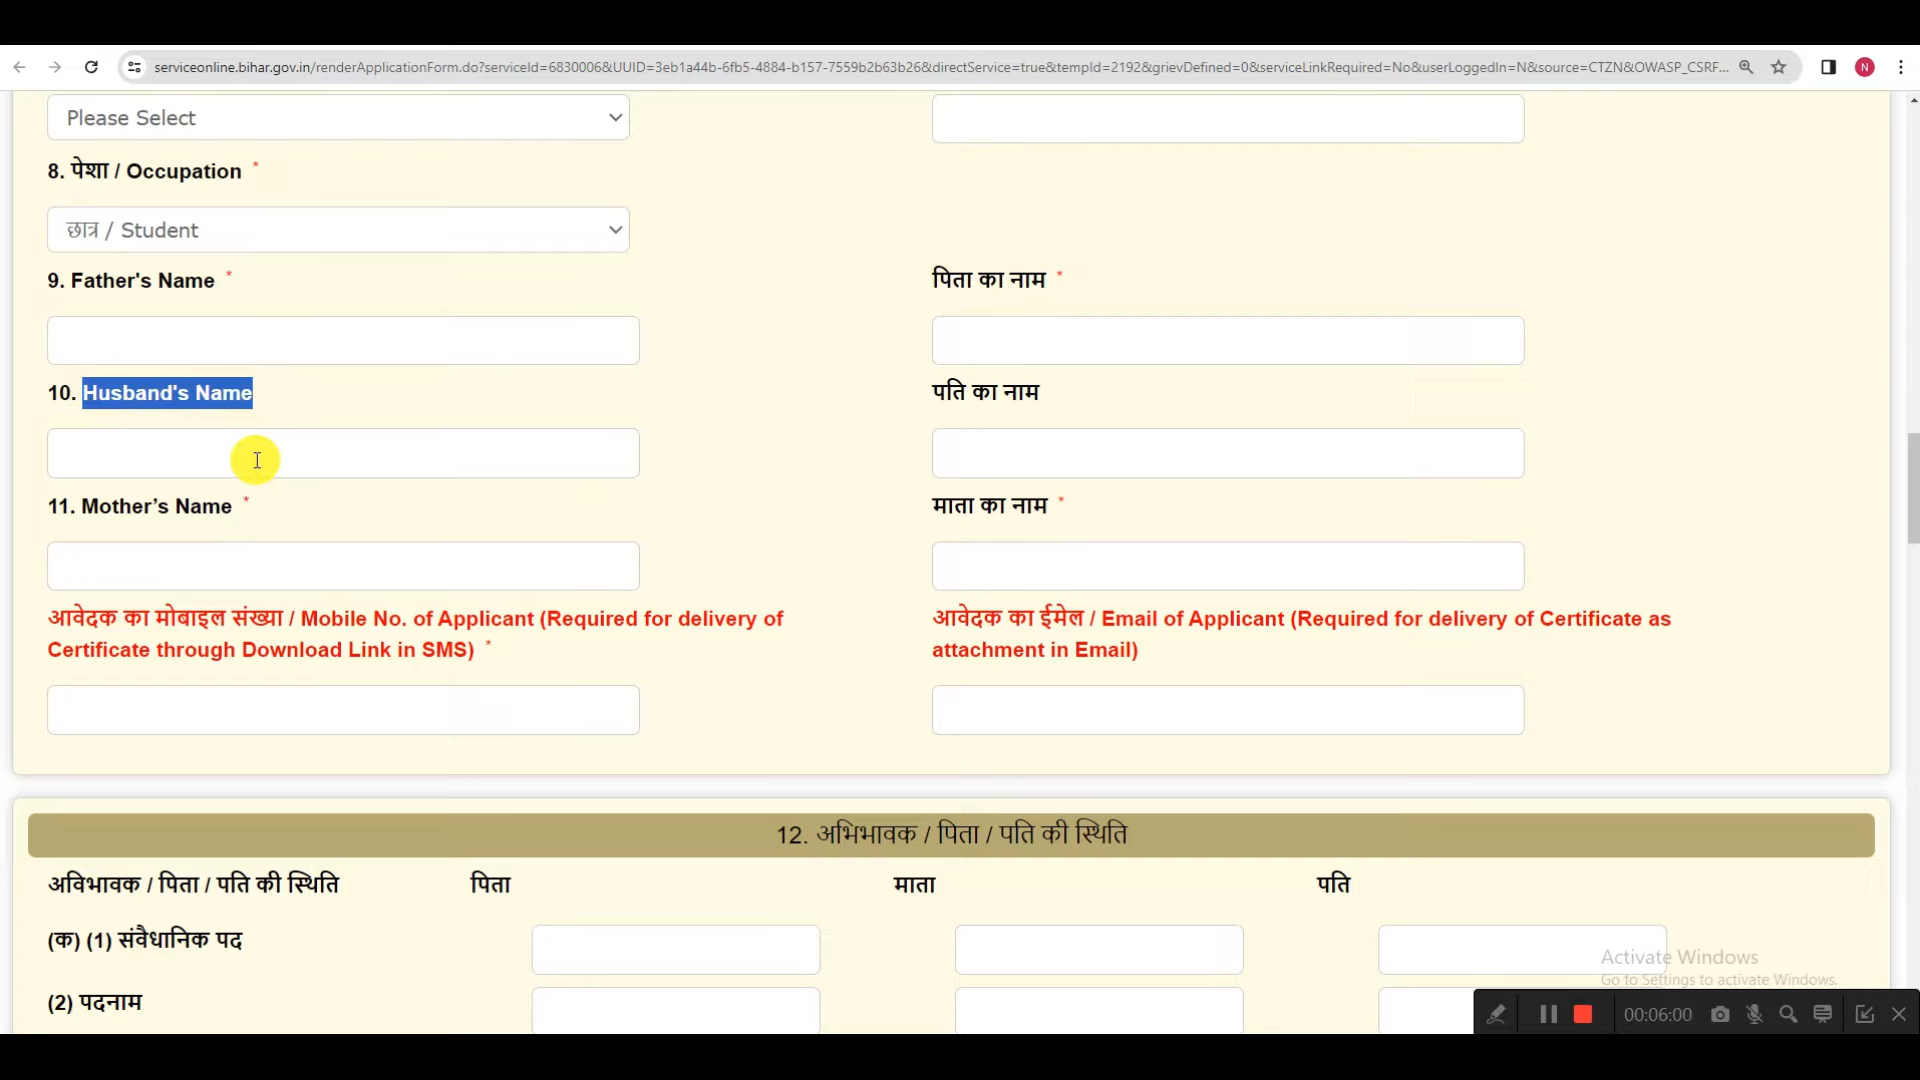 serviceonline.bihar.gov.in/renderApplicationForm.do?serviceId=6830006&UUID=3eb1a44b-6fb5-4884-b157-7559b2b63b26&directService=true&tempId=2192&grievDefined=0&serviceLinkRequired=No&userLoggedIn=N&source=CTZN&OWASP_CSRF... N
Please Select
8. पेशा / Occupation *
छात्र / Student
9. Father's Name * पिता का नाम *
10. Husband's Name पति का नाम
11. Mother’s Name * माता का नाम *
आवेदक का मोबाइल संख्या / Mobile No. of Applicant (Required for delivery of
Certificate through Download Link in SMS) *
आवेदक का ईमेल / Email of Applicant (Required for delivery of Certificate as
attachment in Email)
12. अभिभावक / पिता / पति की स्थिति
अविभावक / पिता / पति की स्थिति पिता माता पति
(क) (1) संवैधानिक पद
(2) पदनाम
Activate Windows
Go to Settings to activate Windows.
00:06:00